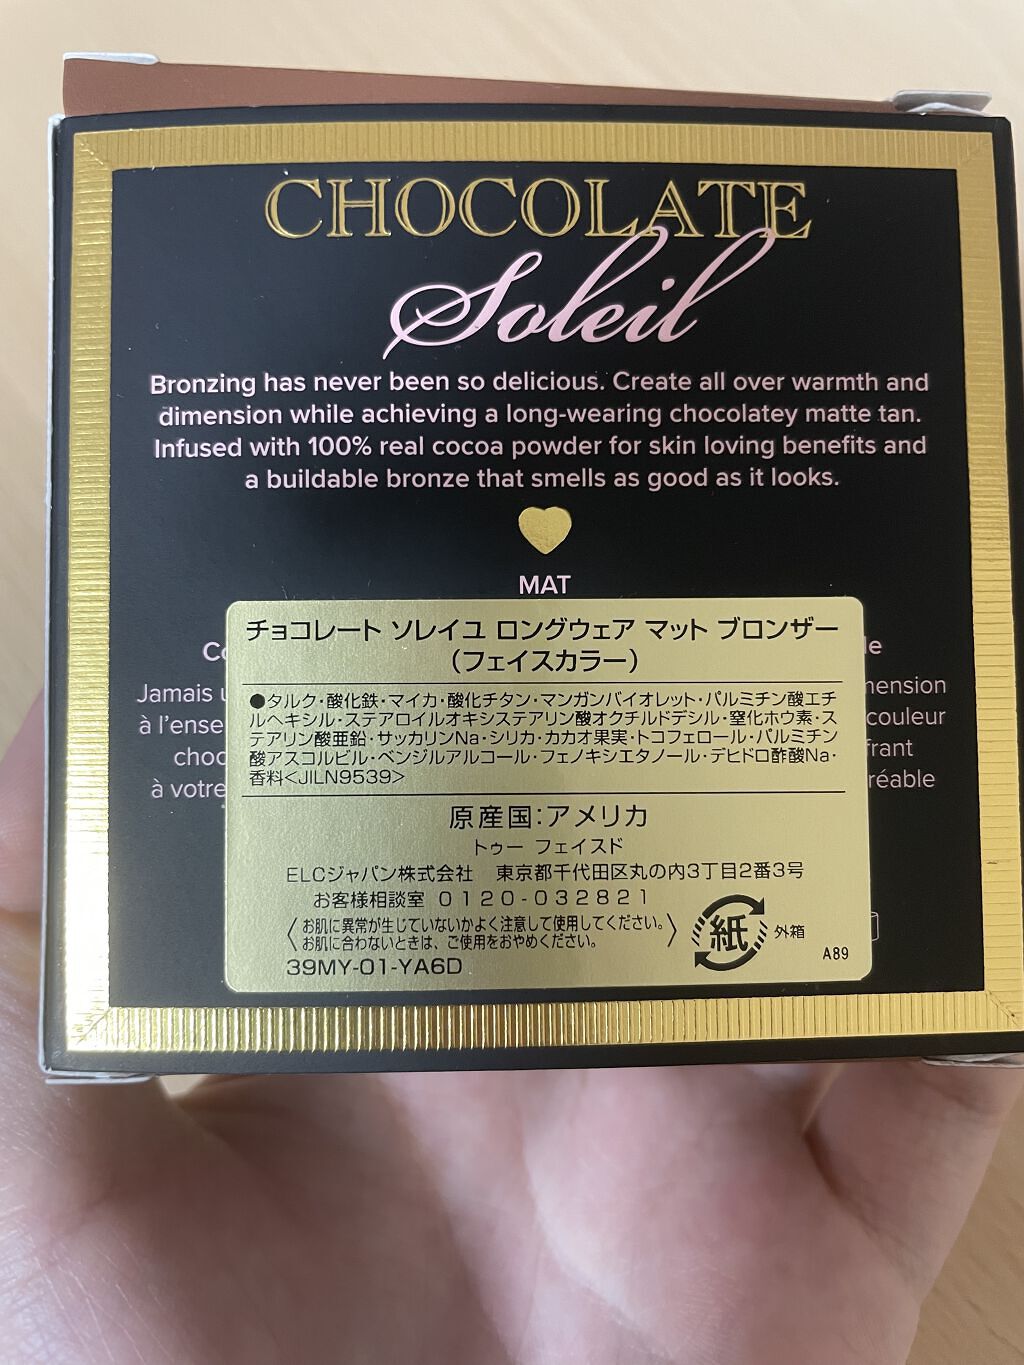 CHOCOLATE
Soleil
Bronzing has never been so delicious. Create all over warmth and
dimension while achieving a long-wearing chocolatey matte tan.
Infused with 100% real cocoa powder for skin loving benefits and
a buildable bronze that smells as good as it looks.
MAT
チョコレート ソレイユ ロングウェア マット ブロンザー
(フェイスカラー)
Jamais
à l'ense
choc
à votre
mension
couleur
frant
réable
●タルク・酸化鉄・マイカ・酸化チタン・マンガンバイオレット・パルミチン酸エチ
ルヘキシル・ステアロイルオキシステアリン酸オクチルドデシル・窒化ホウ素・ス
テアリン酸亜鉛・サッカリンNa・シリカ・カカオ果実・トコフェロール・パルミチン
酸アスコルビル・ベンジルアルコール・フェノキシエタノール・デヒドロ酢酸Na・
香料<JILN9539>
原産国:アメリカ
トゥー フェイスド
ELCジャパン株式会社 東京都千代田区丸の内3丁目2番3号
お客様相談室 0120-032821
〈お肌に異常が生じていないかよく注意して使用してください。
お肌に合わないときは、ご使用をおやめください。〉
紙 外箱
39MY-01-YA6D
A89